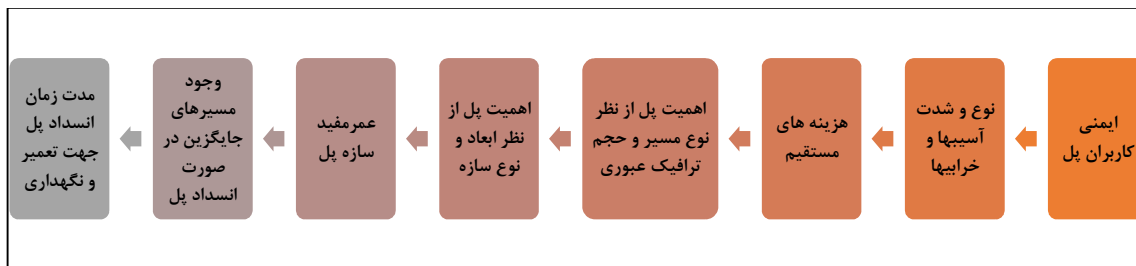 ایمنی
کاربران پل
نوع و شدت
آسیبها و
خرابیها
هزینه های
مستقیم
اهمیت پل از نظر
نوع مسیر و حجم
ترافیک عبوری
اهمیت پل از
نظر ابعاد و
نوع سازه
عمرمفید
سازه پل
وجود
مسیرهای
جایگزین در
صورت
انسداد پل
مدت زمان
انسداد پل
جهت تعمیر
و نگهداری